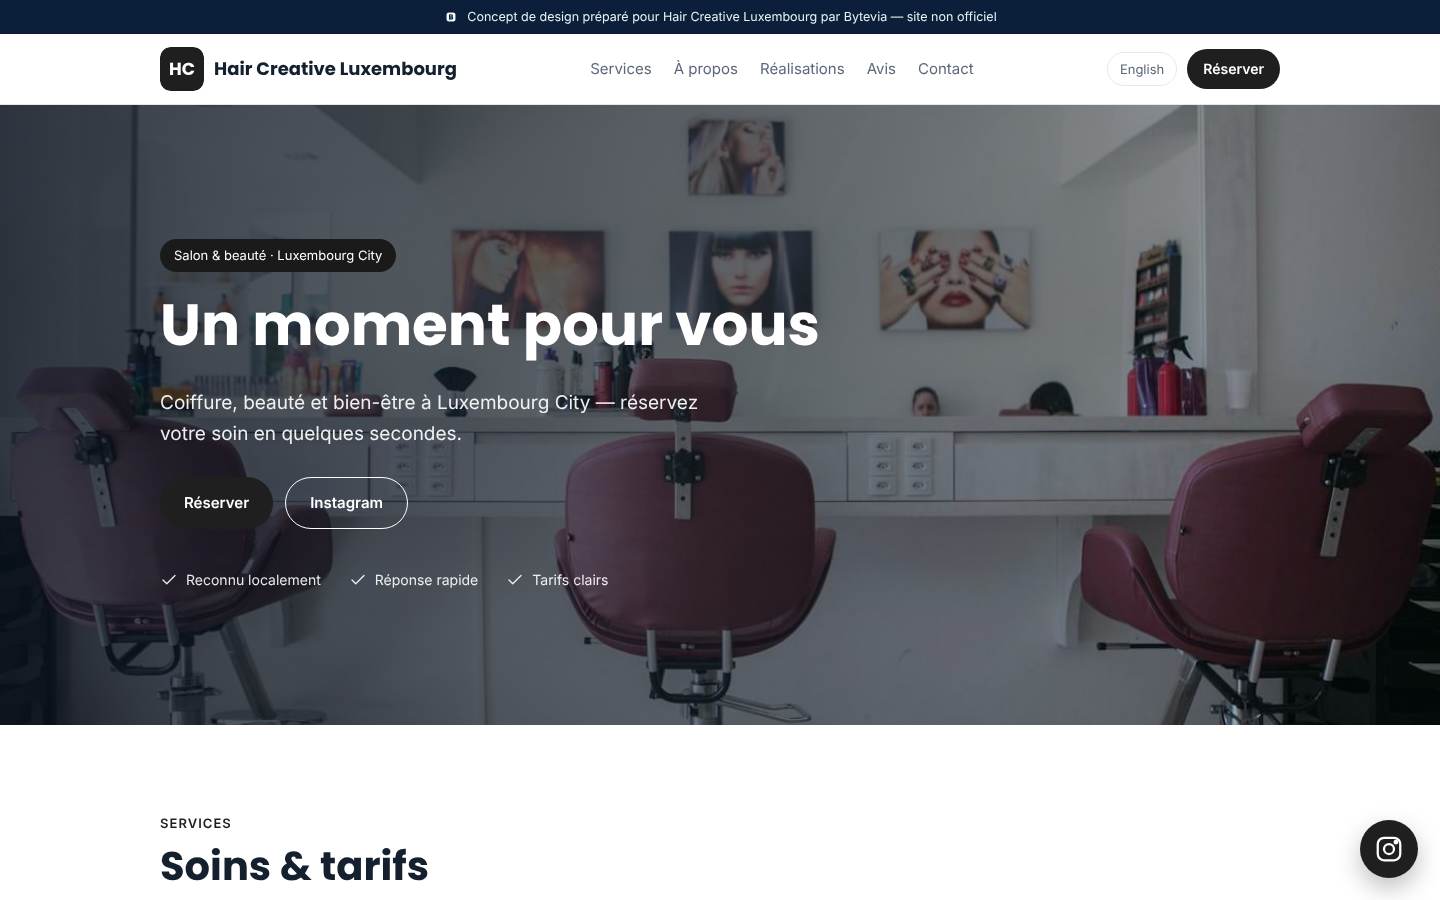 Concept de design préparé pour Hair Creative Luxembourg par Bytevia — site non officiel
HC
Hair Creative Luxembourg
Services
À propos
Réalisations
Avis
Contact
English
Réserver
Salon & beauté · Luxembourg City
Un moment pour vous
Coiffure, beauté et bien-être à Luxembourg City — réservez
votre soin en quelques secondes.
Réserver
Instagram
Reconnu localement
Réponse rapide
Tarifs clairs
SERVICES
Soins & tarifs